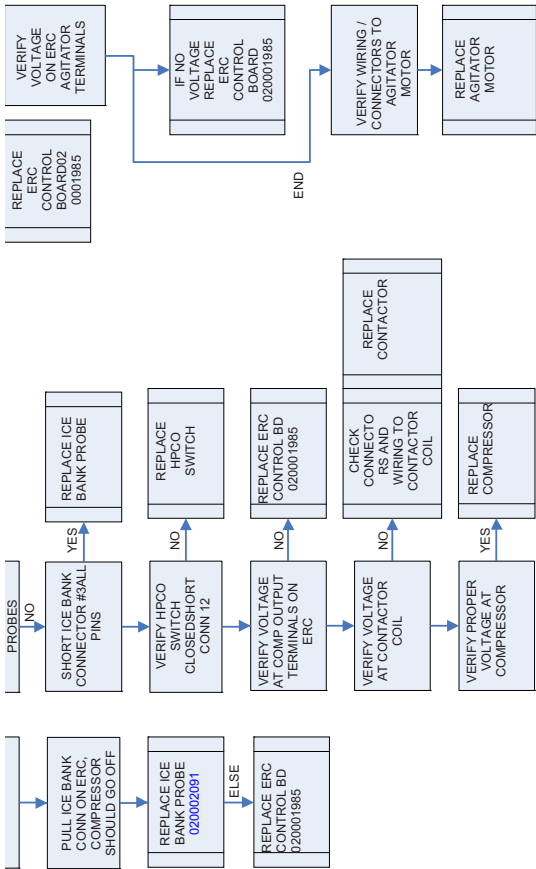 PULL ICE BANK
CONN ON ERC,
COMPRESSOR
SHOULD GO OFF
REPLACE ICE
BANK PROBE
020002091
ELSE
REPLACE ERC
CONTROL BD
020001985
PROBES
NO
SHORT ICE BANK
CONNECTOR #3ALL
PINS
YES
REPLACE ICE
BANK PROBE
VERIFY HPCO
SWITCH
CLOSEDSHORT
CONN 12
NO
REPLACE
HPCO
SWITCH
VERIFY VOLTAGE
AT COMP OUTPUT
TERMINALS ON
ERC
NO
REPLACE ERC
CONTROL BD
020001985
VERIFY VOLTAGE
AT CONTACTOR
COIL
NO
CHECK
CONNECTO
RS AND
WIRING TO
CONTACTOR
COIL
REPLACE
CONTACTOR
VERIFY PROPER
VOLTAGE AT
COMPRESSOR
YES
REPLACE
COMPRESSOR
REPLACE
ERC
CONTROL
BOARD02
0001985
VERIFY
VOLTAGE
ON ERC
AGITATOR
TERMINALS
IF NO
VOLTAGE
REPLACE
ERC
CONTROL
BOARD
020001985
END
VERIFY WIRING /
CONNECTORS TO
AGITATOR
MOTOR
REPLACE
AGITATOR
MOTOR